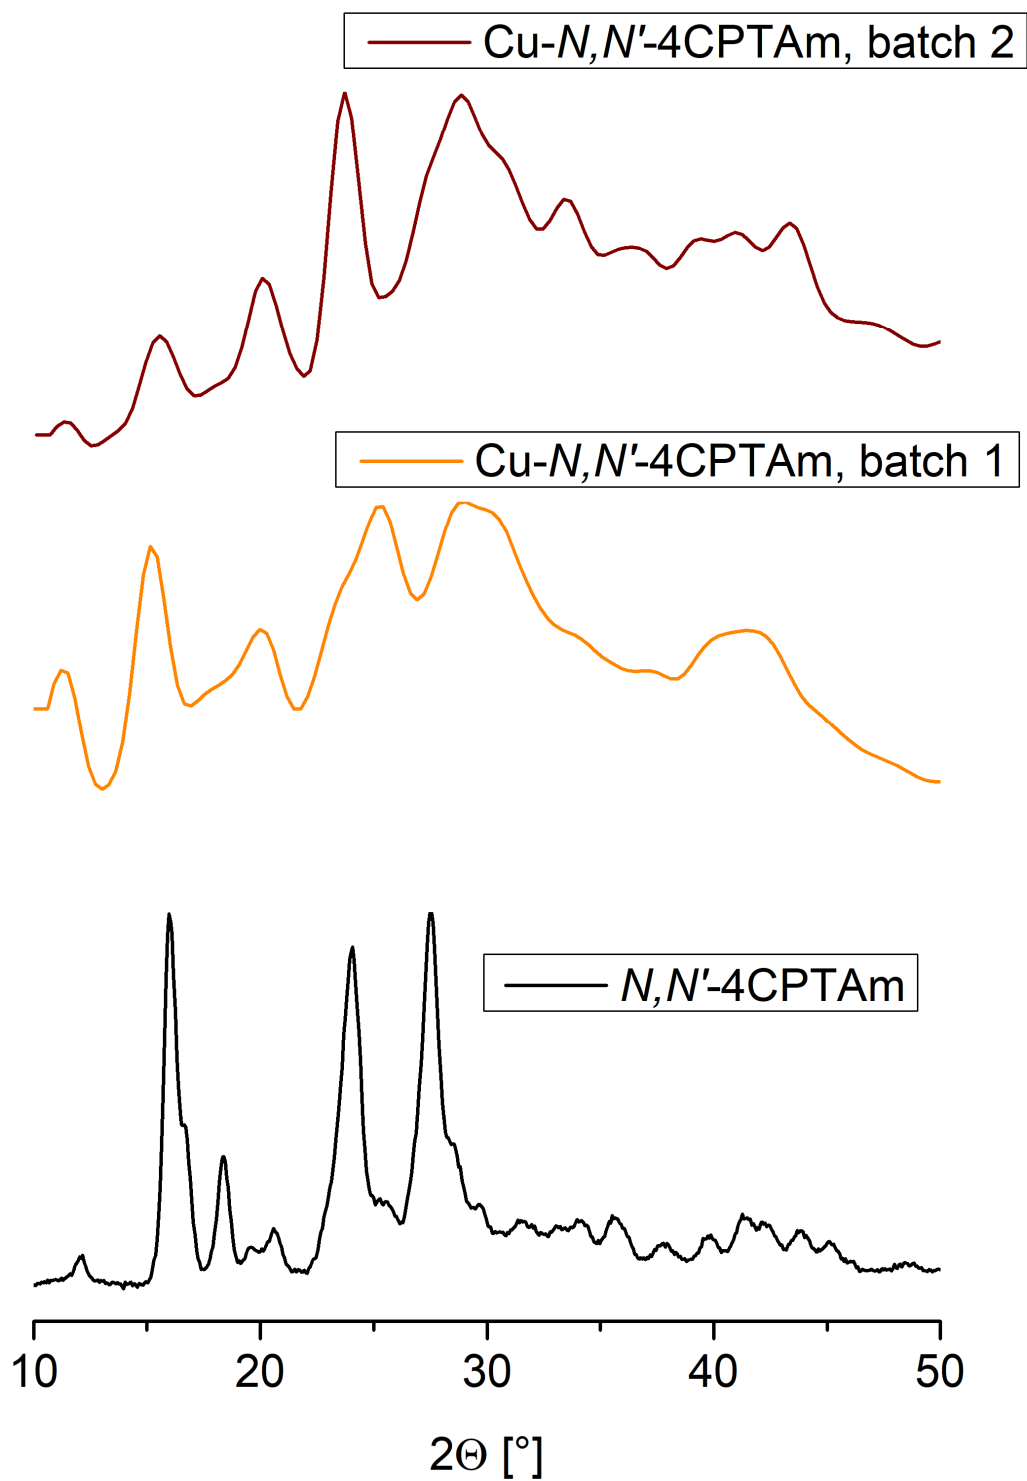 Cu-N,N'-4CPTAm, batch 2
Cu-N,N'-4CPTAm, batch 1
N,N'-4CPTAm
10 20 30 40 50
2Θ [°]